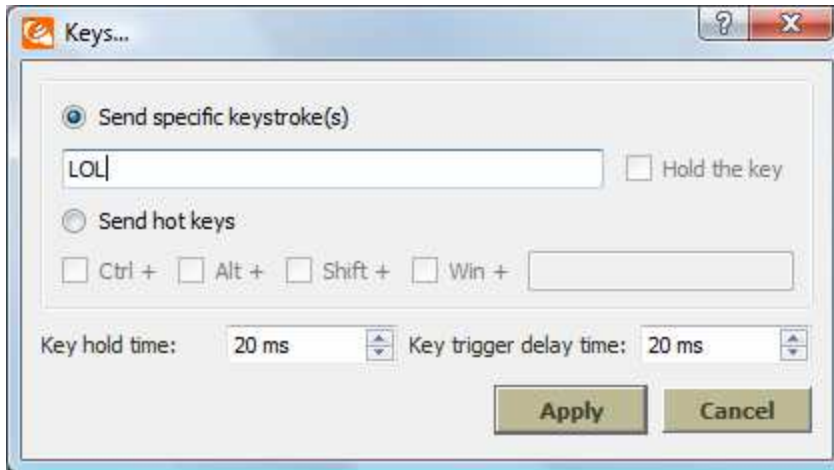 Keys...
Send specific keystroke(s)
LOL Hold the key
Send hot keys
Ctrl + Alt + Shift + Win +
Key hold time: 20 ms Key trigger delay time: 20 ms
Apply Cancel